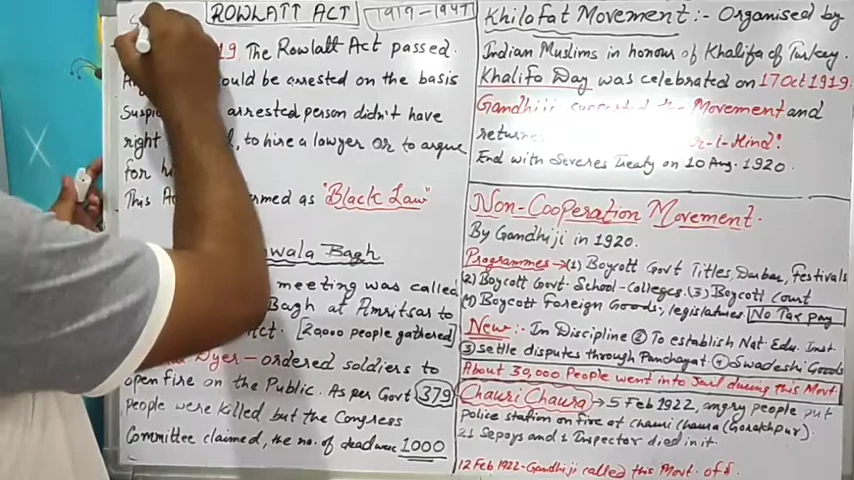 ROWLATT ACT
1919-1947
19 The Rowlatt Act passed.
be arrested on the basis
arrested person didn't have
right to hire a lawyer or to argue
for
This termed as "Black Law"
Bagh
meeting was called
Bagh at Amritsar to
[20,000 people gathered]
Dyer - ordered soldiers to
open fire on the Public. As per Govt 379
People were killed, but the Congress
Committee claimed, the no. of dead were 1000
Khilafat Movement :- Organised by
Indian Muslims in honour of Khalifa of Turkey.
Khalifa Day was celebrated on 17 Oct 1919.
Gandhiji Movement and
End with Severes Treaty on 10 Aug. 1920.
Non-Cooperation Movement.
By Gandhiji in 1920.
Programmes → (1) Boycott Govt Titles, Darbar, Festivals
(2) Boycott Govt School-Colleges. (3) Boycott Court
Boycott Foreign Goods, legislatures No Tax pay
New :- Im Discipline ② To establish Nat. Edu. Inst.
③ Settle disputes through Panchayat ④ Swadeshi Goods
About 30,000 People went into Jail during this Movt.
Chauri Chaura → 5 Feb 1922, angry people put
police station on fire at Chauri Chaura (Gorakhpur).
21 Sepoys and 1 Inspector died in it.
12 Feb 1922 - Gandhiji called this Movt. off.